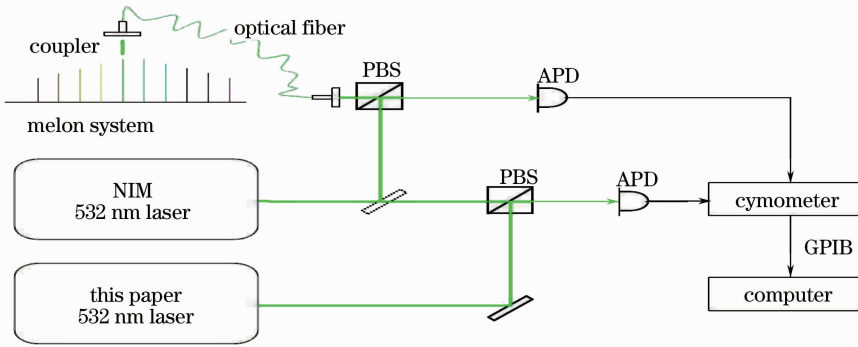 coupler
optical fiber
PBS
APD
melon system
NIM
532 nm laser
PBS
APD
cymometer
GPIB
this paper
532 nm laser
computer